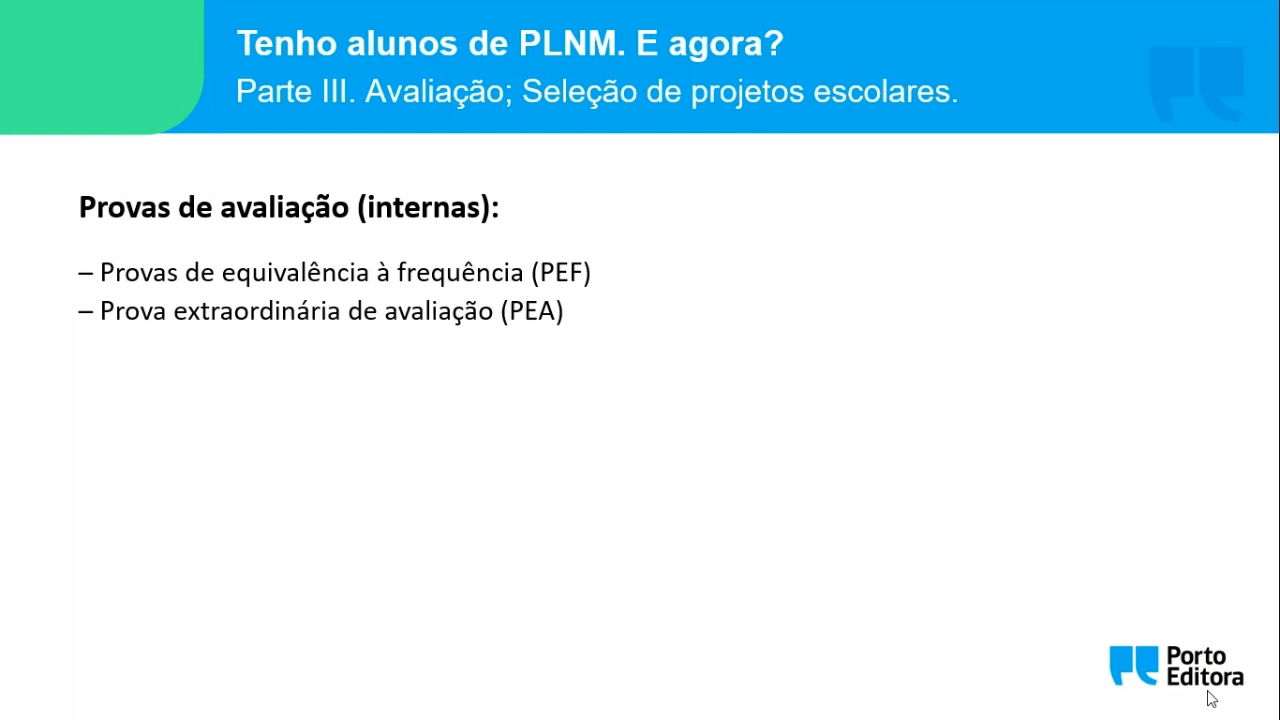 Tenho alunos de PLNM. E agora?
Parte III. Avaliação; Seleção de projetos escolares.
Provas de avaliação (internas):
– Provas de equivalência à frequência (PEF)
– Prova extraordinária de avaliação (PEA)
Porto
Editora